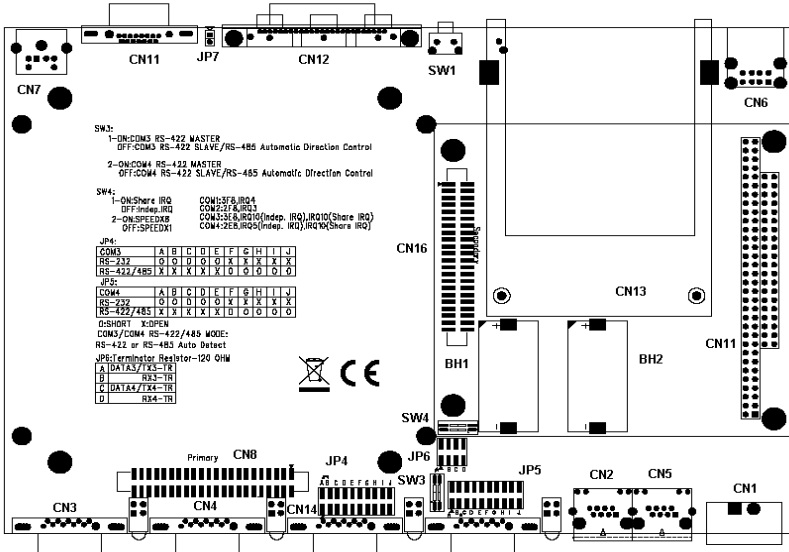 CN11
JP7
CN12
SW1
CN7
CN6
SW3:
1-ON:COM3 RS-422 MASTER
OFF:COM3 RS-422 SLAVE/RS-485 Automatic Direction Control
2-ON:COM4 RS-422 MASTER
OFF:COM4 RS-422 SLAVE/RS-485 Automatic Direction Control
SW4:
1-ON:Share IRQ COM1:3F8,IRQ4
OFF:Indep.IRQ COM2:2F8,IRQ3
2-ON:SPEEDX8 COM3:3E8,IRQ10(Indep. IRQ),IRQ10(Share IRQ)
OFF:SPEEDX1 COM4:2E8,IRQ5(Indep. IRQ),IRQ10(Share IRQ)
JP4:
COM3 A B C D E F G H I J
RS-232 O O O O X X X X X X
RS-422/485 X X X X X O O O O O
JP5:
COM4 A B C D E F G H I J
RS-232 O O O O X X X X X X
RS-422/485 X X X X X O O O O O
O:SHORT X:OPEN
COM3/COM4 RS-422/485 MODE:
RS-422 or RS-485 Auto Detect
JP6:Terminator Resistor-120 OHM
A DATA3/TX3-TR
B RX3-TR
C DATA4/TX4-TR
D RX4-TR
CE
CN16
Secondary
CN13
CN11
BH1
BH2
SW4
Primary
CN8
JP4
JP6
A B C D
SW3
JP5
CN2
CN5
CN1
A B C D E F G H I J
A B C D E F G H I J
CN3
CN4
CN14